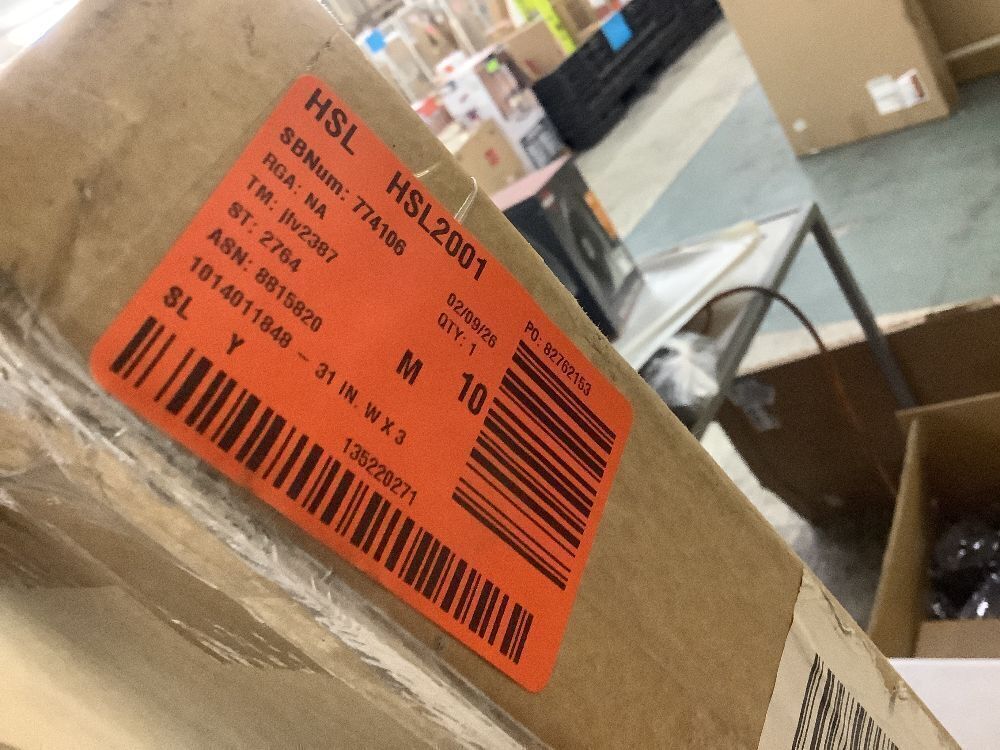 HSL HSL2001
SBNum: 774106
RGA: NA
TM: jlv2387
02/09/26
ST: 2764
QTY: 1
PO: 82762153
ASN: 8815820
1014011848 – 31 IN. W X 3
SL Y M 10
135220271